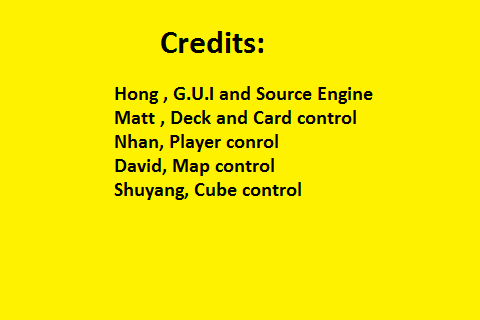 Credits:
Hong , G.U.I and Source Engine
Matt , Deck and Card control
Nhan, Player conrol
David, Map control
Shuyang, Cube control